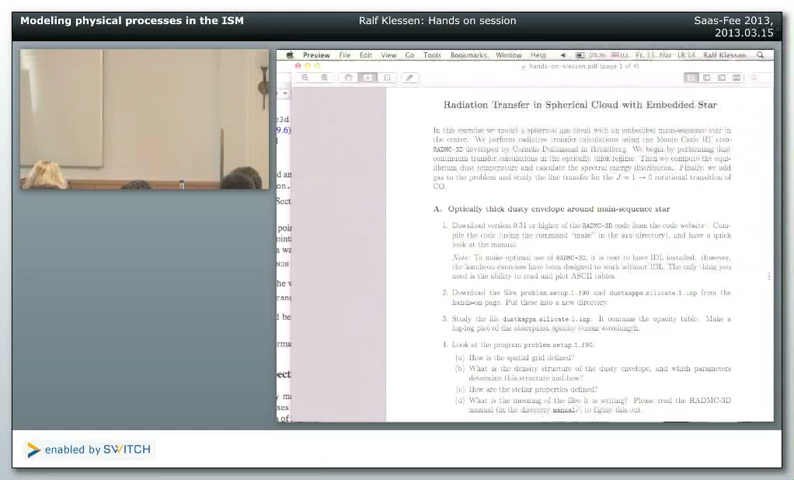 Modeling physical processes in the ISM
Ralf Klessen: Hands on session
Saas-Fee 2013,
2013.03.15
Preview File Edit View Go Tools Bookmarks Window Help
Fr. 15. Mar Ralf Klessen
hands-on-klessen.pdf (page 1 of 4)
Radiation Transfer in Spherical Cloud with Embedded Star
In this exercise we model a spherical gas cloud with an embedded main-sequence star in
the center. We perform radiative transfer calculations using the Monte Carlo RT code
RADMC-3D developed by Cornelis Dullemond in Heidelberg. We begin by performing dust
continuum transfer calculations in the optically thick regime. Then we compute the equi-
librium dust temperature and calculate the spectral energy distribution. Finally, we add
gas to the problem and study the line transfer for the J = 1 → 0 rotational transition of
CO.
A. Optically thick dusty envelope around main-sequence star
1. Download version 0.31 or higher of the RADMC-3D code from the code website. Com-
pile the code (using the command "make" in the src directory), and have a quick
look at the manual.
Note: To make optimal use of RADMC-3D, it is best to have IDL installed. However,
the hands-on exercises have been designed to work without IDL. The only thing you
need is the ability to read and plot ASCII tables.
2. Download the files problem_setup_1.f90 and dustkappa_silicate_1.inp from the
hands-on page. Put these into a new directory.
3. Study the file dustkappa_silicate_1.inp. It contains the opacity table. Make a
log-log plot of the absorption opacity versus wavelength.
4. Look at the program problem_setup_1.f90.
(a) How is the spatial grid defined?
(b) What is the density structure of the dusty envelope, and which parameters
determine this structure and how?
(c) How are the stellar properties defined?
(d) What is the meaning of the files it is writing? Please read the RADMC-3D
manual (in the directory manual/) to figure this out.
enabled by SWITCH